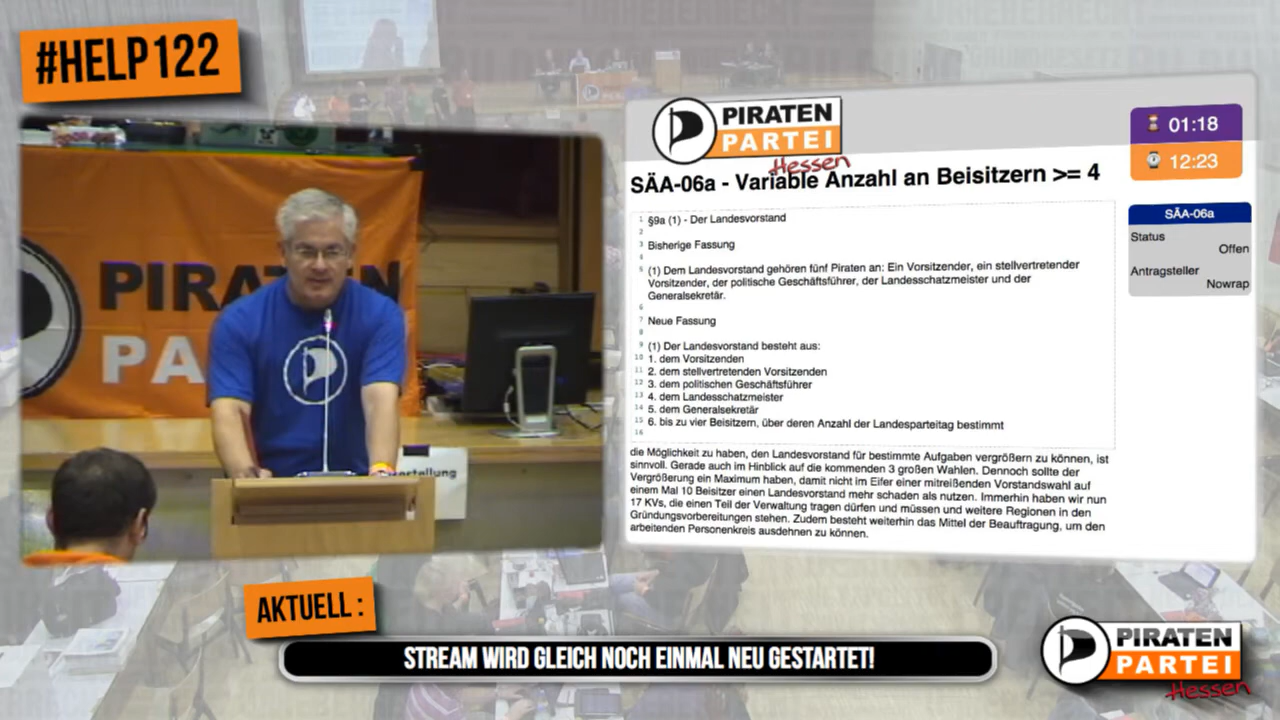 #HELP122
PIRATEN
PA
PIRATEN
PARTEI
Hessen
01:18
12:23
SÄA-06a - Variable Anzahl an Beisitzern >= 4
SÄA-06a
Status
Offen
Antragsteller
Nowrap
1 §9a (1) - Der Landesvorstand
2
3 Bisherige Fassung
4
5 (1) Dem Landesvorstand gehören fünf Piraten an: Ein Vorsitzender, ein stellvertretender
Vorsitzender, der politische Geschäftsführer, der Landesschatzmeister und der
Generalsekretär.
6
7 Neue Fassung
8
9 (1) Der Landesvorstand besteht aus:
10 1. dem Vorsitzenden
11 2. dem stellvertretenden Vorsitzenden
12 3. dem politischen Geschäftsführer
13 4. dem Landesschatzmeister
14 5. dem Generalsekretär
15 6. bis zu vier Beisitzern, über deren Anzahl der Landesparteitag bestimmt
16
die Möglichkeit zu haben, den Landesvorstand für bestimmte Aufgaben vergrößern zu können, ist
sinnvoll. Gerade auch im Hinblick auf die kommenden 3 großen Wahlen. Dennoch sollte der
Vergrößerung ein Maximum haben, damit nicht im Eifer einer mitreißenden Vorstandswahl auf
einem Mal 10 Beisitzer einen Landesvorstand mehr schaden als nutzen. Immerhin haben wir nun
17 KVs, die einen Teil der Verwaltung tragen dürfen und müssen und weitere Regionen in den
Gründungsvorbereitungen stehen. Zudem besteht weiterhin das Mittel der Beauftragung, um den
arbeitenden Personenkreis ausdehnen zu können.
AKTUELL :
STREAM WIRD GLEICH NOCH EINMAL NEU GESTARTET!
PIRATEN
PARTEI
Hessen